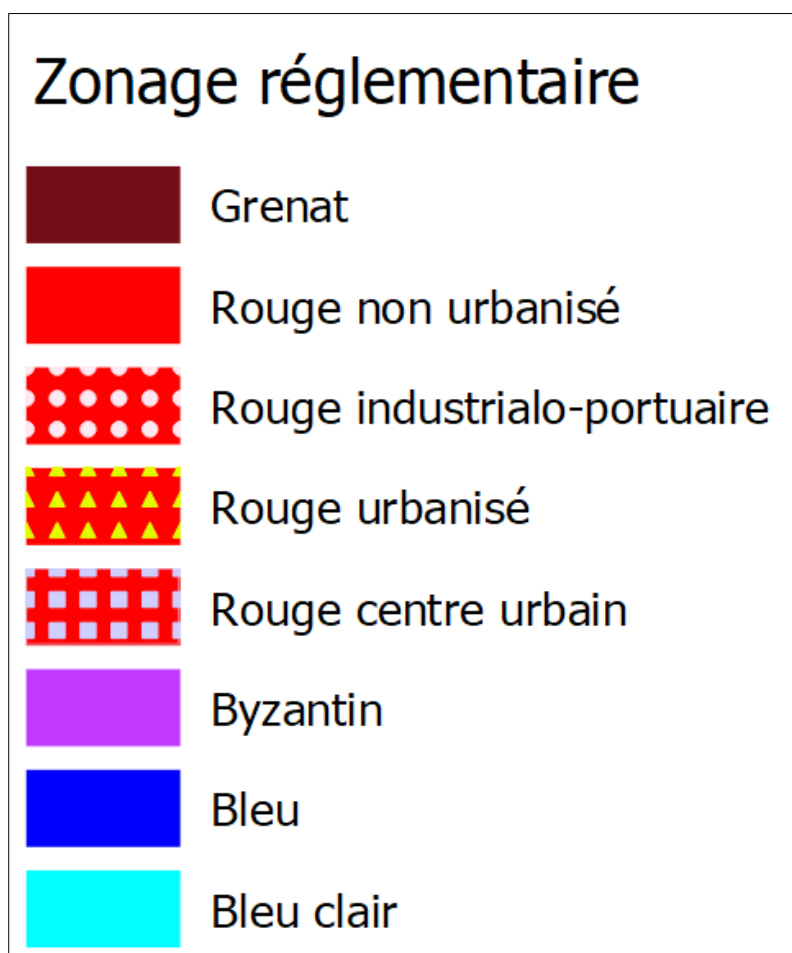 Zonage réglementaire
Grenat
Rouge non urbanisé
Rouge industrialo-portuaire
Rouge urbanisé
Rouge centre urbain
Byzantin
Bleu
Bleu clair